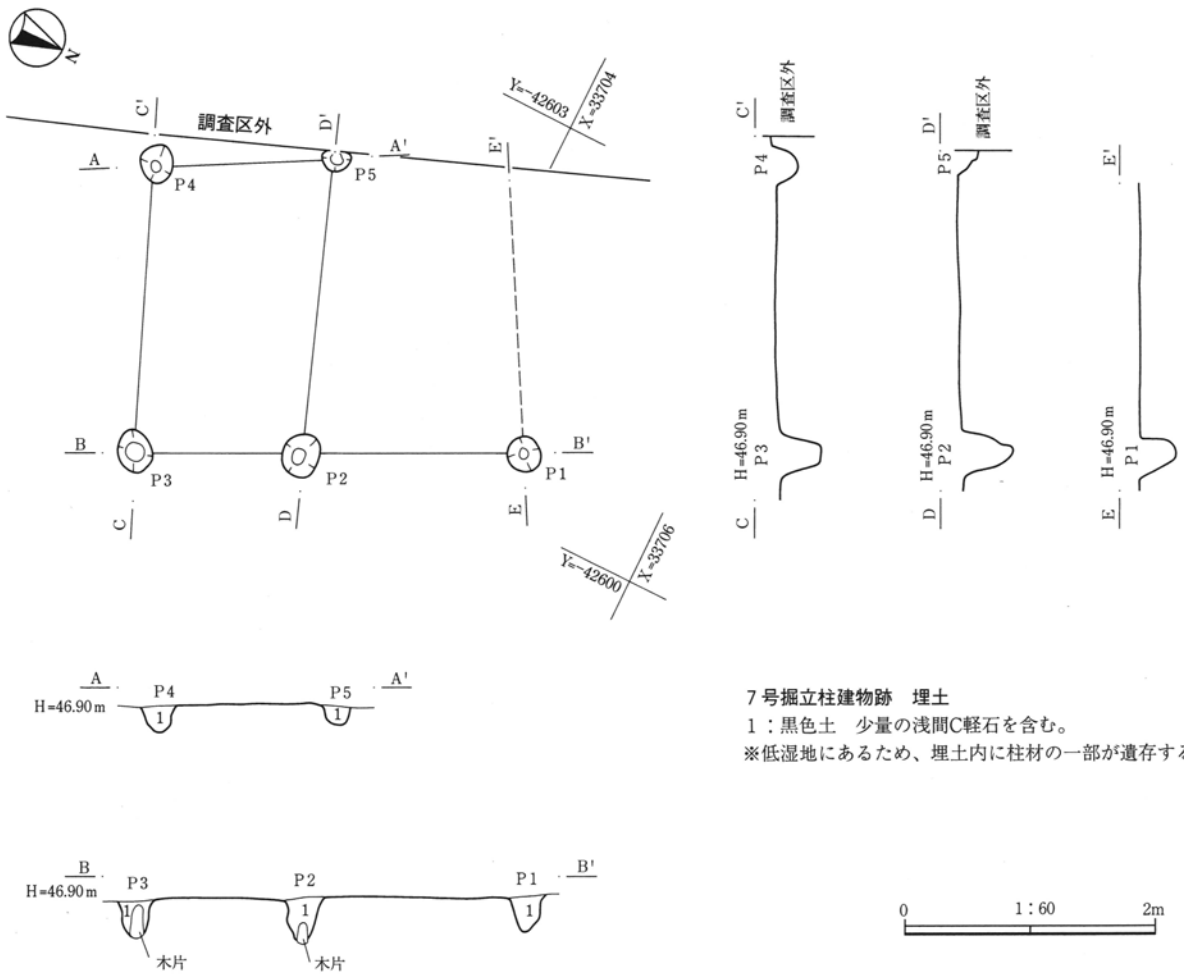 N
C'
調査区外
D'
A
A'
E'
P4
P5
Y=-42603
X=33704
B
B'
P3
P2
P1
C
D
E
Y=-42600
X=33706
C'
調査区外
P4
H=46.90m
P3
C
D'
調査区外
P5
H=46.90m
P2
D
E'
H=46.90m
P1
E
A
P4
P5
A'
H=46.90m
1
1
B
P3
P2
P1
B'
H=46.90m
1
1
1
木片
木片
7号掘立柱建物跡 埋土
1:黒色土 少量の浅間C軽石を含む。
※低湿地にあるため、埋土内に柱材の一部が遺存する
0
1:60
2m